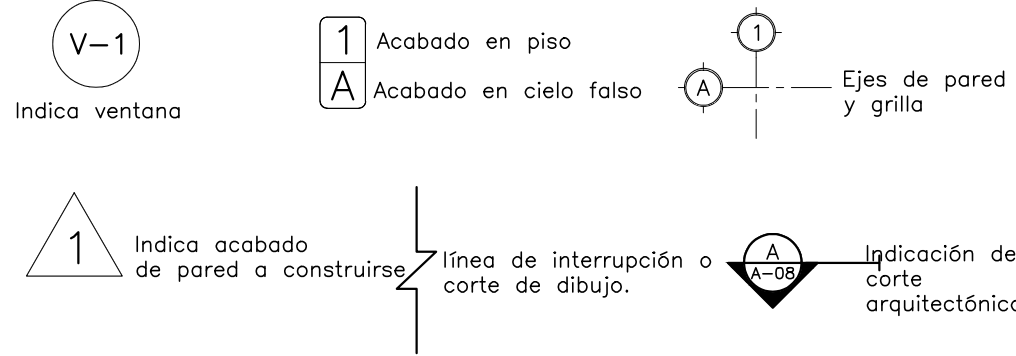 V-1
Indica ventana
1
Acabado en piso
A
Acabado en cielo falso
1
A
Ejes de pared
y grilla
1
Indica acabado
de pared a construirse
línea de interrupción o
corte de dibujo.
A
A-08
Indicación de
corte
arquitectónico